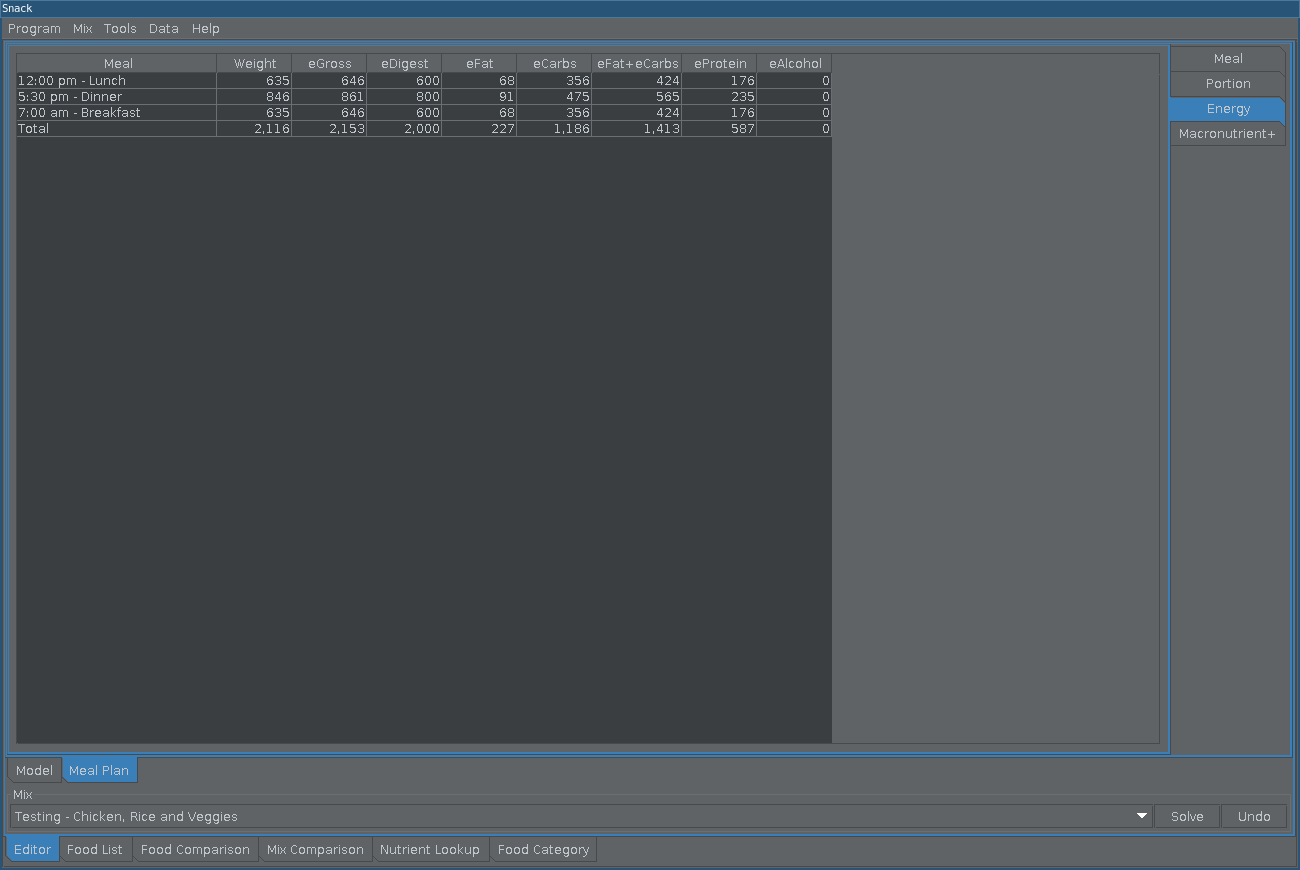 Snack
Program Mix Tools Data Help
Meal Weight eGross eDigest eFat eCarbs eFat+eCarbs eProtein eAlcohol
12:00 pm - Lunch 635 646 600 68 356 424 176 0
5:30 pm - Dinner 846 861 800 91 475 565 235 0
7:00 am - Breakfast 635 646 600 68 356 424 176 0
Total 2,116 2,153 2,000 227 1,186 1,413 587 0
Meal
Portion
Energy
Macronutrient+
Model Meal Plan
Mix
Testing - Chicken, Rice and Veggies Solve Undo
Editor Food List Food Comparison Mix Comparison Nutrient Lookup Food Category